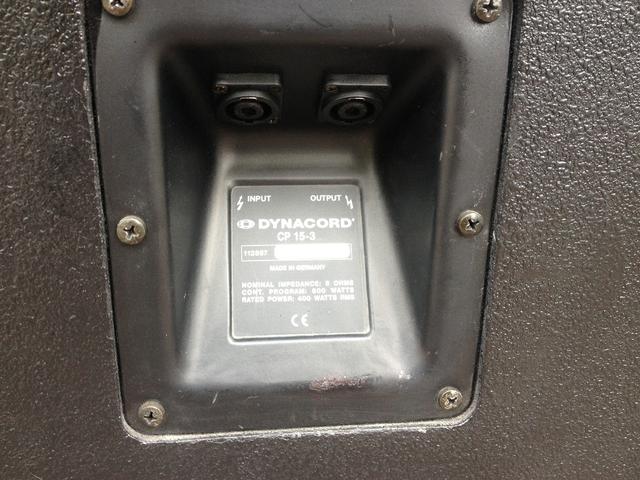 INPUT OUTPUT
DYNACORD®
CP 15-3
112887
MADE IN GERMANY
NOMINAL IMPEDANCE: 8 OHMS
CONT. PROGRAM: 800 WATTS
RATED POWER: 400 WATTS RMS
CE